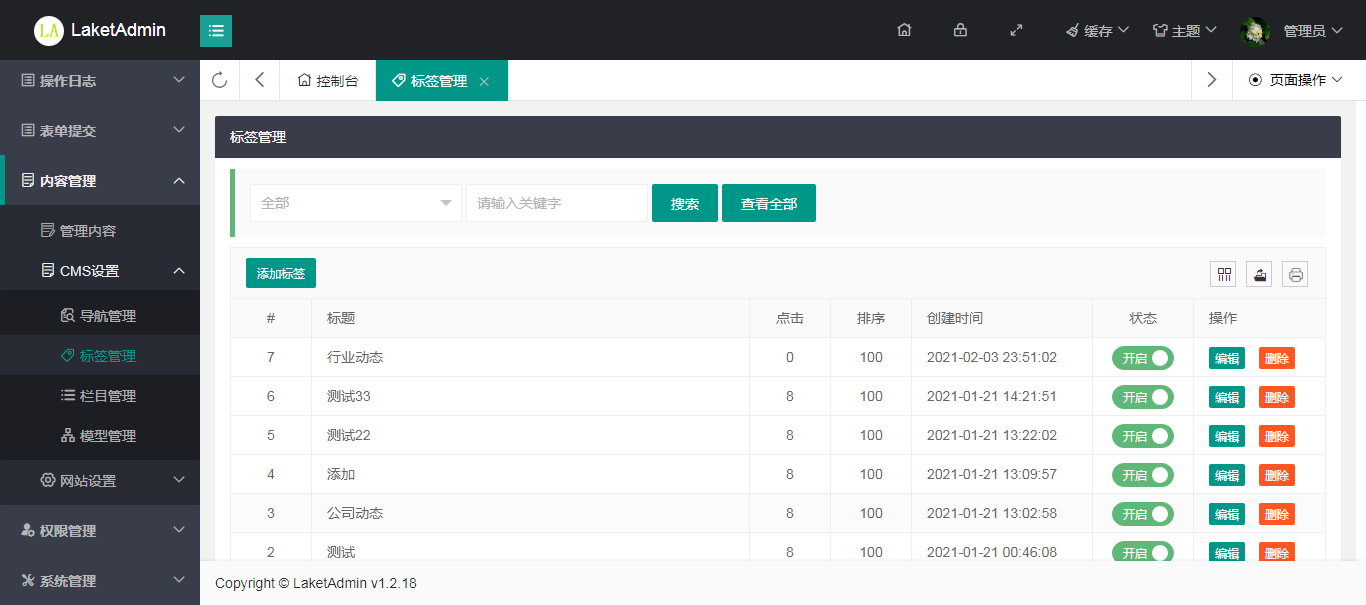 LA LaketAdmin
缓存 主题 管理员
操作日志
表单提交
内容管理
管理内容
CMS设置
导航管理
标签管理
栏目管理
模型管理
网站设置
权限管理
系统管理
控制台 标签管理 页面操作
标签管理
全部 请输入关键字 搜索 查看全部
添加标签
# 标题 点击 排序 创建时间 状态 操作
7 行业动态 0 100 2021-02-03 23:51:02 开启 编辑 删除
6 测试33 8 100 2021-01-21 14:21:51 开启 编辑 删除
5 测试22 8 100 2021-01-21 13:22:02 开启 编辑 删除
4 添加 8 100 2021-01-21 13:09:57 开启 编辑 删除
3 公司动态 8 100 2021-01-21 13:02:58 开启 编辑 删除
2 测试 8 100 2021-01-21 00:46:08 开启 编辑 删除
Copyright © LaketAdmin v1.2.18